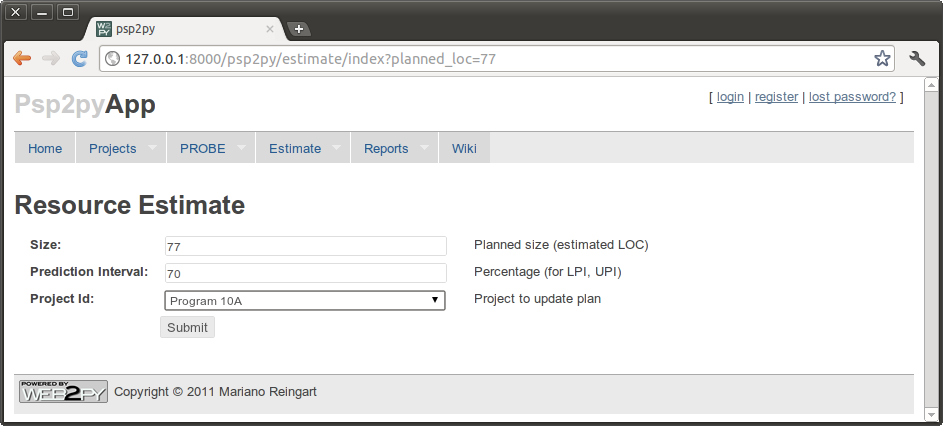 psp2py
127.0.0.1:8000/psp2py/estimate/index?planned_loc=77
Psp2pyApp
[ login | register | lost password? ]
Home Projects PROBE Estimate Reports Wiki
Resource Estimate
Size: 77 Planned size (estimated LOC)
Prediction Interval: 70 Percentage (for LPI, UPI)
Project Id: Program 10A Project to update plan
Submit
POWERED BY
WEB2PY Copyright © 2011 Mariano Reingart